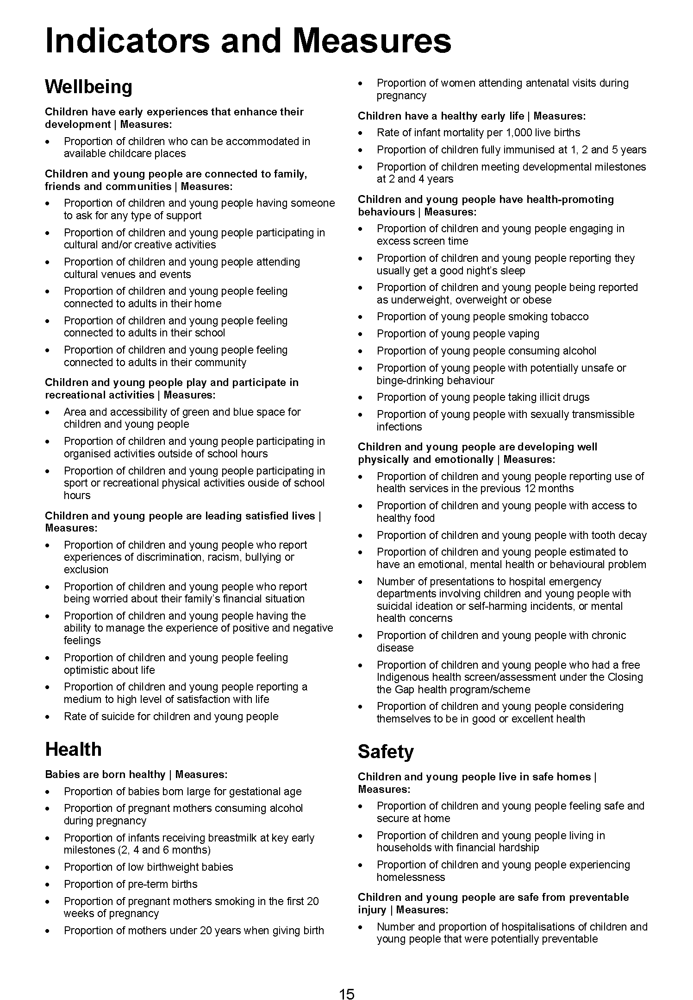 Indicators and Measures
Wellbeing
Children have early experiences that enhance their
development | Measures:
• Proportion of children who can be accommodated in
available childcare places
Children and young people are connected to family,
friends and communities | Measures:
• Proportion of children and young people having someone
to ask for any type of support
• Proportion of children and young people participating in
cultural and/or creative activities
• Proportion of children and young people attending
cultural venues and events
• Proportion of children and young people feeling
connected to adults in their home
• Proportion of children and young people feeling
connected to adults in their school
• Proportion of children and young people feeling
connected to adults in their community
Children and young people play and participate in
recreational activities | Measures:
• Area and accessibility of green and blue space for
children and young people
• Proportion of children and young people participating in
organised activities outside of school hours
• Proportion of children and young people participating in
sport or recreational physical activities ouside of school
hours
Children and young people are leading satisfied lives |
Measures:
• Proportion of children and young people who report
experiences of discrimination, racism, bullying or
exclusion
• Proportion of children and young people who report
being worried about their family’s financial situation
• Proportion of children and young people having the
ability to manage the experience of positive and negative
feelings
• Proportion of children and young people feeling
optimistic about life
• Proportion of children and young people reporting a
medium to high level of satisfaction with life
• Rate of suicide for children and young people
Health
Babies are born healthy | Measures:
• Proportion of babies born large for gestational age
• Proportion of pregnant mothers consuming alcohol
during pregnancy
• Proportion of infants receiving breastmilk at key early
milestones (2, 4 and 6 months)
• Proportion of low birthweight babies
• Proportion of pre-term births
• Proportion of pregnant mothers smoking in the first 20
weeks of pregnancy
• Proportion of mothers under 20 years when giving birth
• Proportion of women attending antenatal visits during
pregnancy
Children have a healthy early life | Measures:
• Rate of infant mortality per 1,000 live births
• Proportion of children fully immunised at 1, 2 and 5 years
• Proportion of children meeting developmental milestones
at 2 and 4 years
Children and young people have health-promoting
behaviours | Measures:
• Proportion of children and young people engaging in
excess screen time
• Proportion of children and young people reporting they
usually get a good night’s sleep
• Proportion of children and young people being reported
as underweight, overweight or obese
• Proportion of young people smoking tobacco
• Proportion of young people vaping
• Proportion of young people consuming alcohol
• Proportion of young people with potentially unsafe or
binge-drinking behaviour
• Proportion of young people taking illicit drugs
• Proportion of young people with sexually transmissible
infections
Children and young people are developing well
physically and emotionally | Measures:
• Proportion of children and young people reporting use of
health services in the previous 12 months
• Proportion of children and young people with access to
healthy food
• Proportion of children and young people with tooth decay
• Proportion of children and young people estimated to
have an emotional, mental health or behavioural problem
• Number of presentations to hospital emergency
departments involving children and young people with
suicidal ideation or self-harming incidents, or mental
health concerns
• Proportion of children and young people with chronic
disease
• Proportion of children and young people who had a free
Indigenous health screen/assessment under the Closing
the Gap health program/scheme
• Proportion of children and young people considering
themselves to be in good or excellent health
Safety
Children and young people live in safe homes |
Measures:
• Proportion of children and young people feeling safe and
secure at home
• Proportion of children and young people living in
households with financial hardship
• Proportion of children and young people experiencing
homelessness
Children and young people are safe from preventable
injury | Measures:
• Number and proportion of hospitalisations of children and
young people that were potentially preventable
15